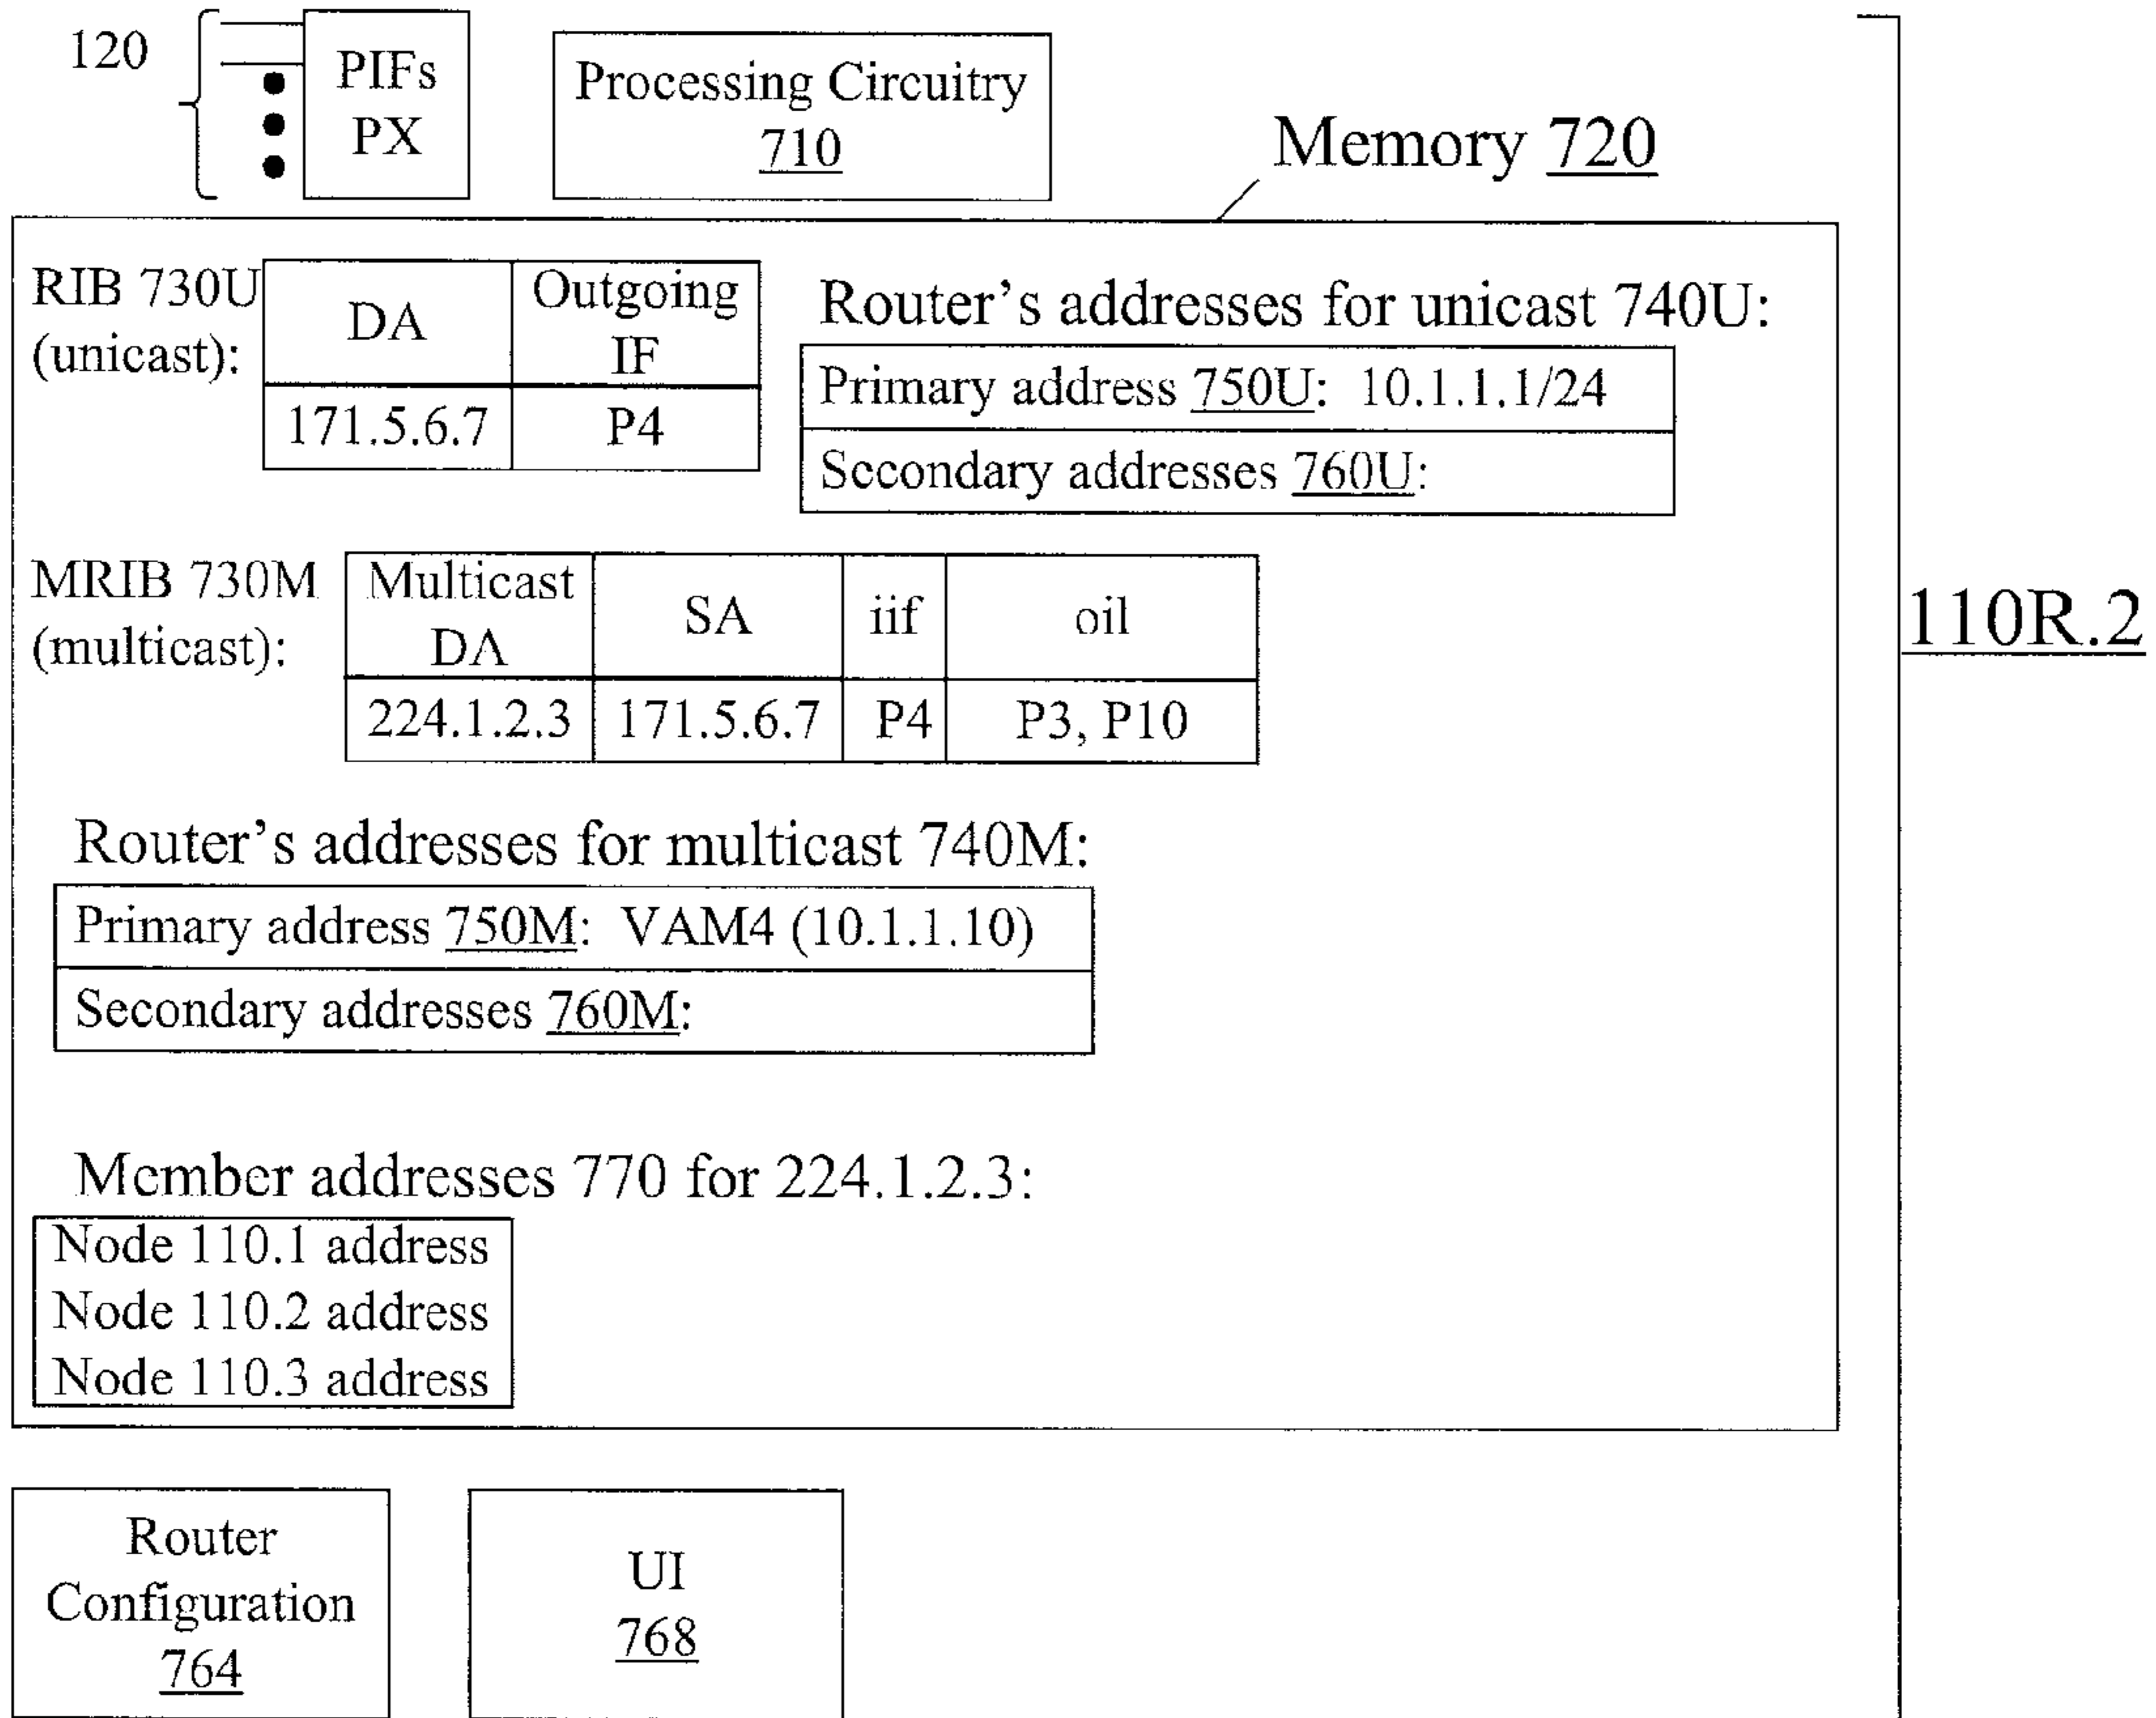 120
PIFs
PX
Processing Circuitry
710
Memory 720
RIB 730U
(unicast):
DA
Outgoing
IF
171.5.6.7
P4
Router's addresses for unicast 740U:
Primary address 750U: 10.1.1.1/24
Secondary addresses 760U:
MRIB 730M
(multicast):
Multicast
DA
SA
iif
oil
224.1.2.3
171.5.6.7
P4
P3, P10
110R.2
Router's addresses for multicast 740M:
Primary address 750M: VAM4 (10.1.1.10)
Secondary addresses 760M:
Member addresses 770 for 224.1.2.3:
Node 110.1 address
Node 110.2 address
Node 110.3 address
Router
Configuration
764
UI
768